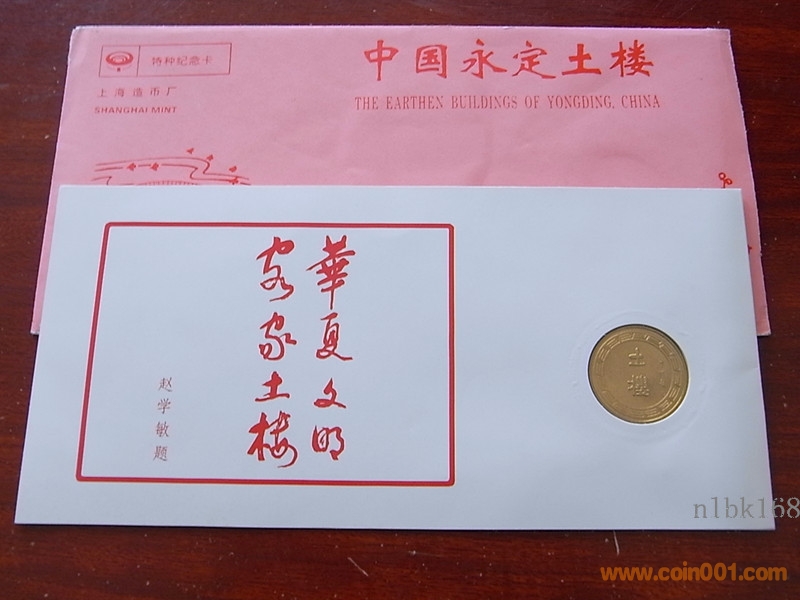 特种纪念卡
上海造币厂
SHANGHAI MINT
中国永定土楼
THE EARTHEN BUILDINGS OF YONGDING, CHINA
華夏文明
客家土楼
赵学敏题
土楼
nlbk168
www.coin001.com